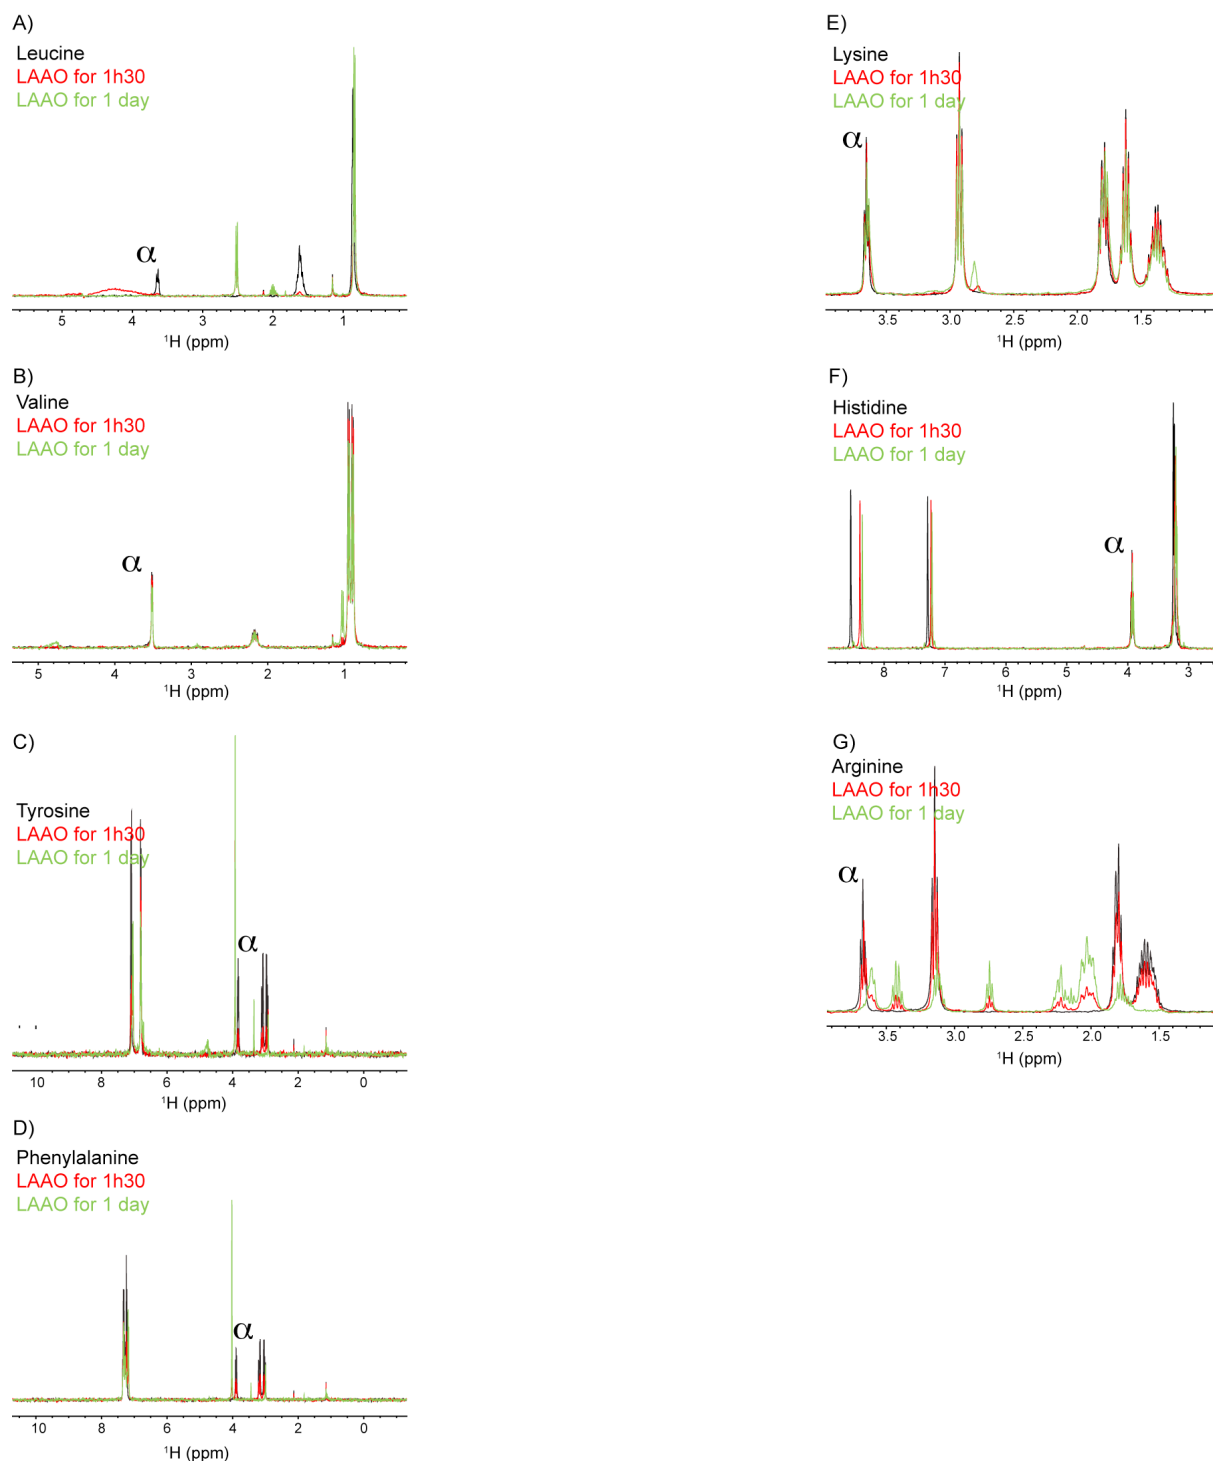 A)
Leucine
LAAO for 1h30
LAAO for 1 day
α
5 4 3 2 1
¹H (ppm)
B)
Valine
LAAO for 1h30
LAAO for 1 day
α
5 4 3 2 1
¹H (ppm)
C)
Tyrosine
LAAO for 1h30
LAAO for 1 day
α
10 8 6 4 2 0
¹H (ppm)
D)
Phenylalanine
LAAO for 1h30
LAAO for 1 day
α
10 8 6 4 2 0
¹H (ppm)
E)
Lysine
LAAO for 1h30
LAAO for 1 day
α
3.5 3.0 2.5 2.0 1.5
¹H (ppm)
F)
Histidine
LAAO for 1h30
LAAO for 1 day
α
8 7 6 5 4 3
¹H (ppm)
G)
Arginine
LAAO for 1h30
LAAO for 1 day
α
3.5 3.0 2.5 2.0 1.5
¹H (ppm)